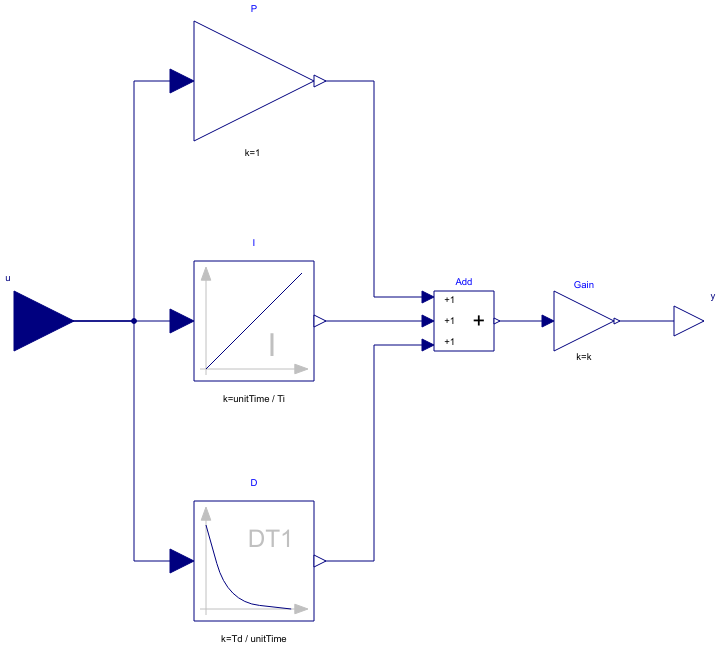 P
k=1
u
I
I
k=unitTime / Ti
Add
+1
+1
+
+1
Gain
k=k
y
D
DT1
k=Td / unitTime